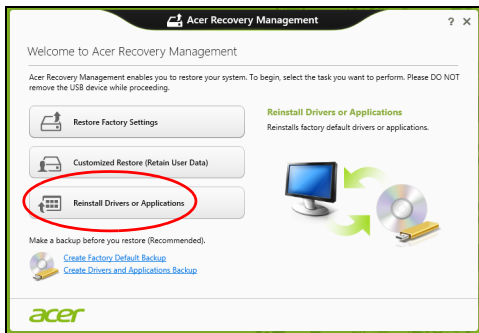 Acer Recovery Management
? X
Welcome to Acer Recovery Management
Acer Recovery Management enables you to restore your system. To begin, select the task you want to perform. Please DO NOT
remove the USB device while proceeding.
Restore Factory Settings
Customized Restore (Retain User Data)
Reinstall Drivers or Applications
Reinstall Drivers or Applications
Reinstalls factory default drivers or applications.
Make a backup before you restore (Recommended).
Create Factory Default Backup
Create Drivers and Applications Backup
acer